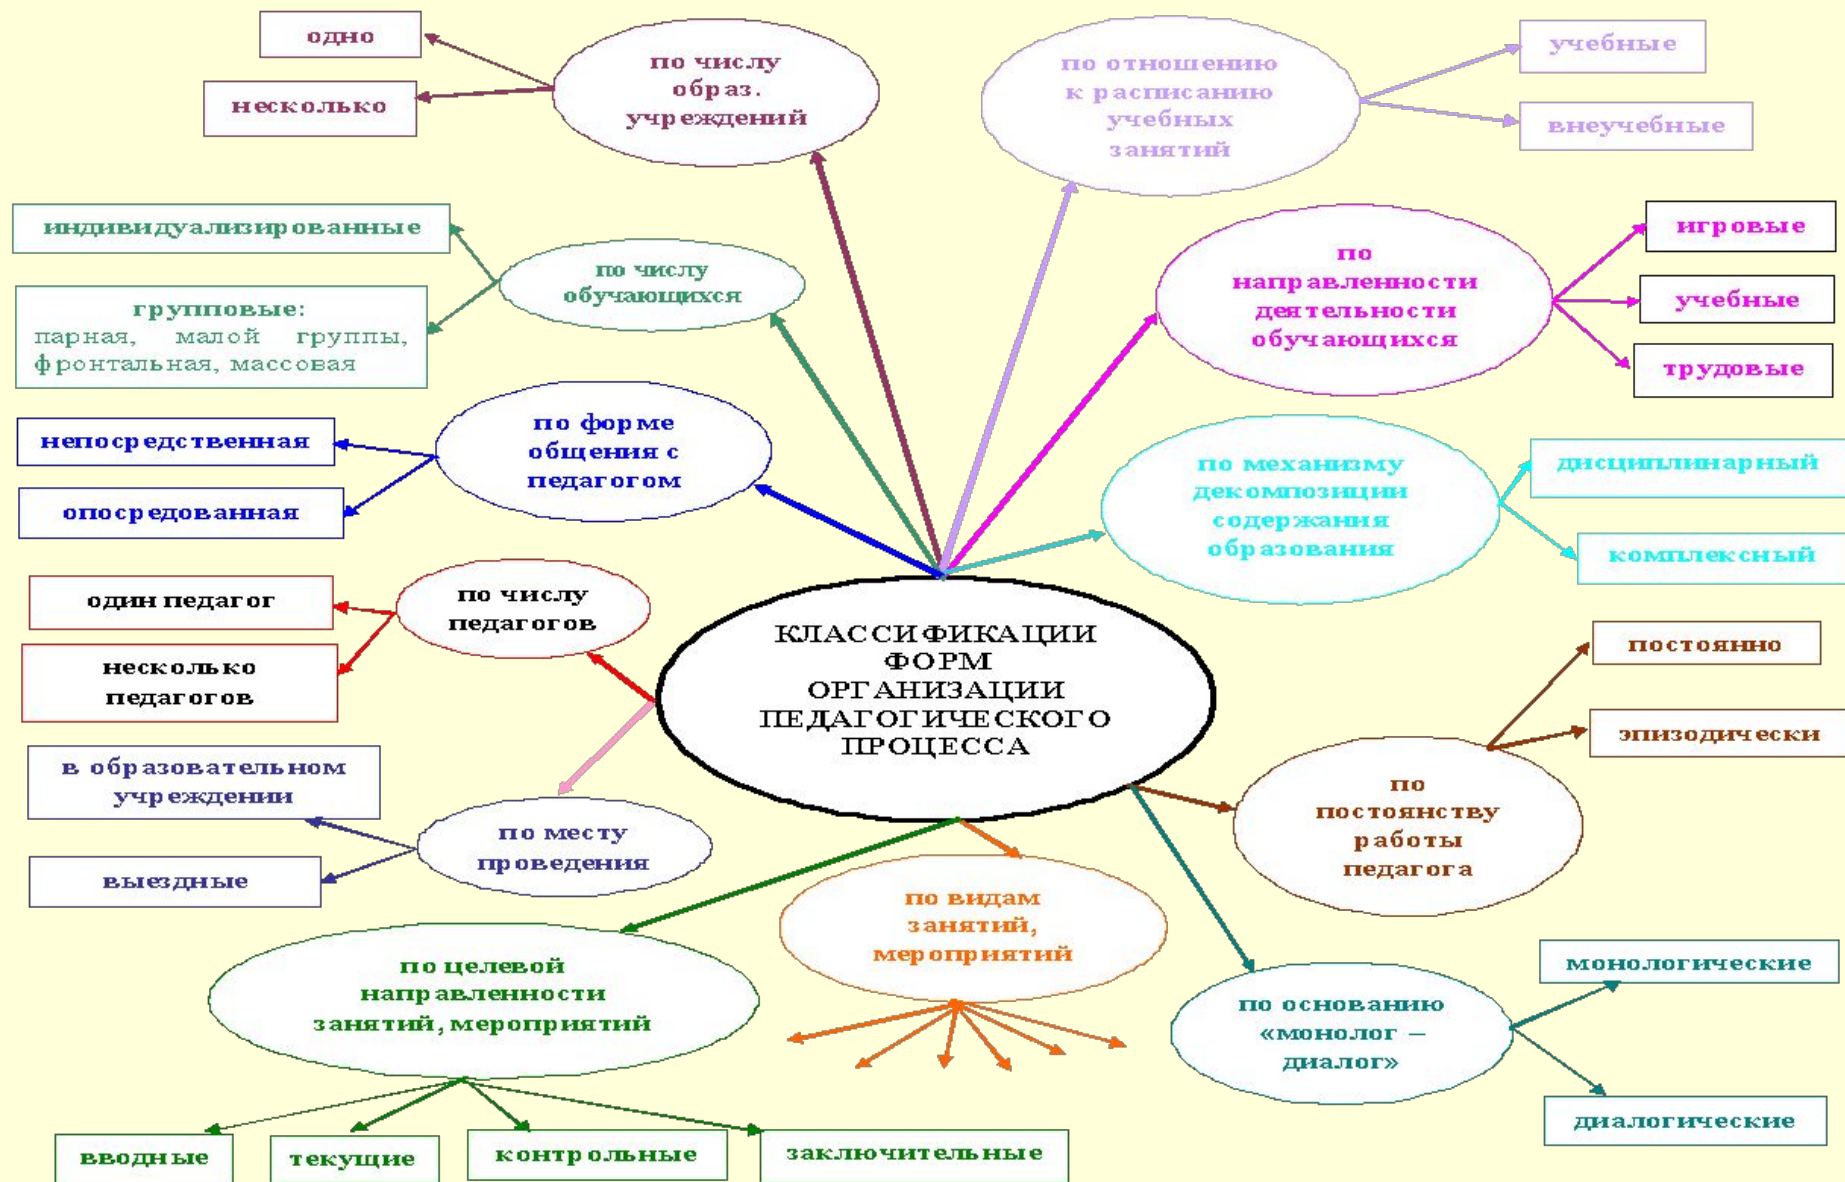 одно
несколько
по числу
образ.
учреждений
по отношению
к расписанию
учебных
занятий
учебные
внеучебные
индивидуализированные
групповые:
парная, малой группы,
фронтальная, массовая
по числу
обучающихся
по
направленности
деятельности
обучающихся
игровые
учебные
трудовые
непосредственная
опосредованная
по форме
общения с
педагогом
по механизму
декомпозиции
содержания
образования
дисциплинарный
комплексный
один педагог
несколько
педагогов
по числу
педагогов
КЛАССИФИКАЦИИ
ФОРМ
ОРГАНИЗАЦИИ
ПЕДАГОГИЧЕСКОГО
ПРОЦЕССА
постоянно
эпизодически
по
постоянству
работы
педагога
в образовательном
учреждении
выездные
по месту
проведения
по видам
занятий,
мероприятий
по целевой
направленности
занятий, мероприятий
по основанию
«монолог –
диалог»
монологические
диалогические
вводные
текущие
контрольные
заключительные